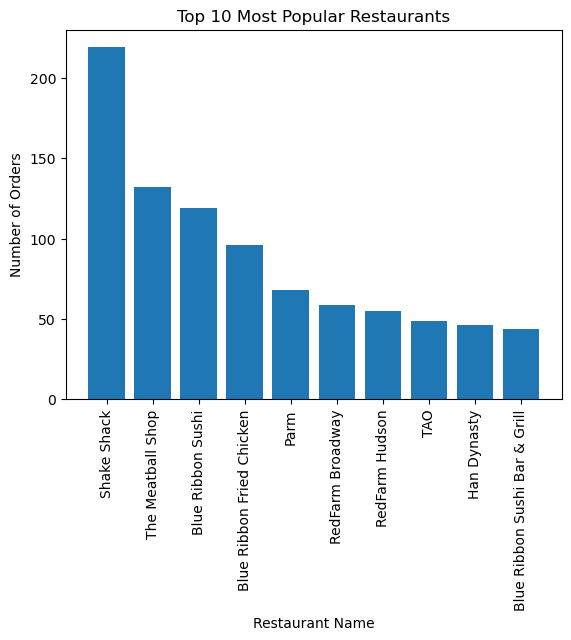 Top 10 Most Popular Restaurants
Number of Orders
200
150
100
50
0
Shake Shack
The Meatball Shop
Blue Ribbon Sushi
Blue Ribbon Fried Chicken
Parm
RedFarm Broadway
RedFarm Hudson
TAO
Han Dynasty
Blue Ribbon Sushi Bar & Grill
Restaurant Name